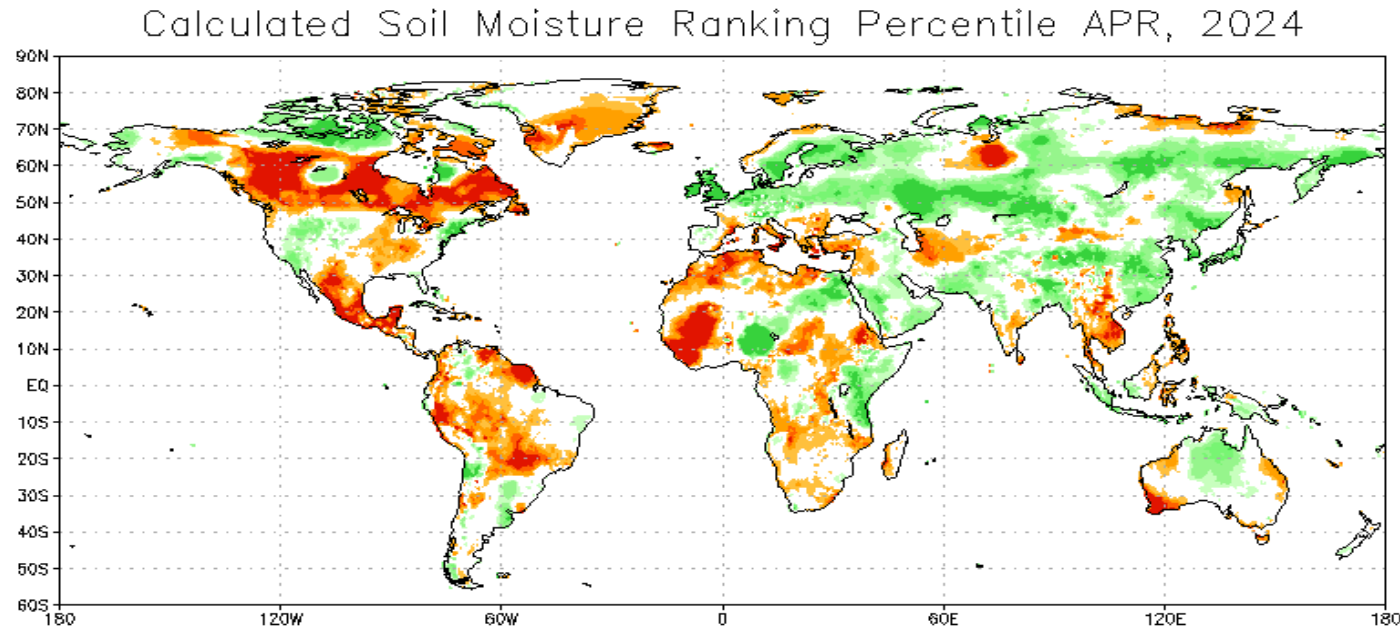 Calculated Soil Moisture Ranking Percentile APR, 2024
90N
80N
70N
60N
50N
40N
30N
20N
10N
EQ
10S
20S
30S
40S
50S
60S
180 120W 60W 0 60E 120E 180